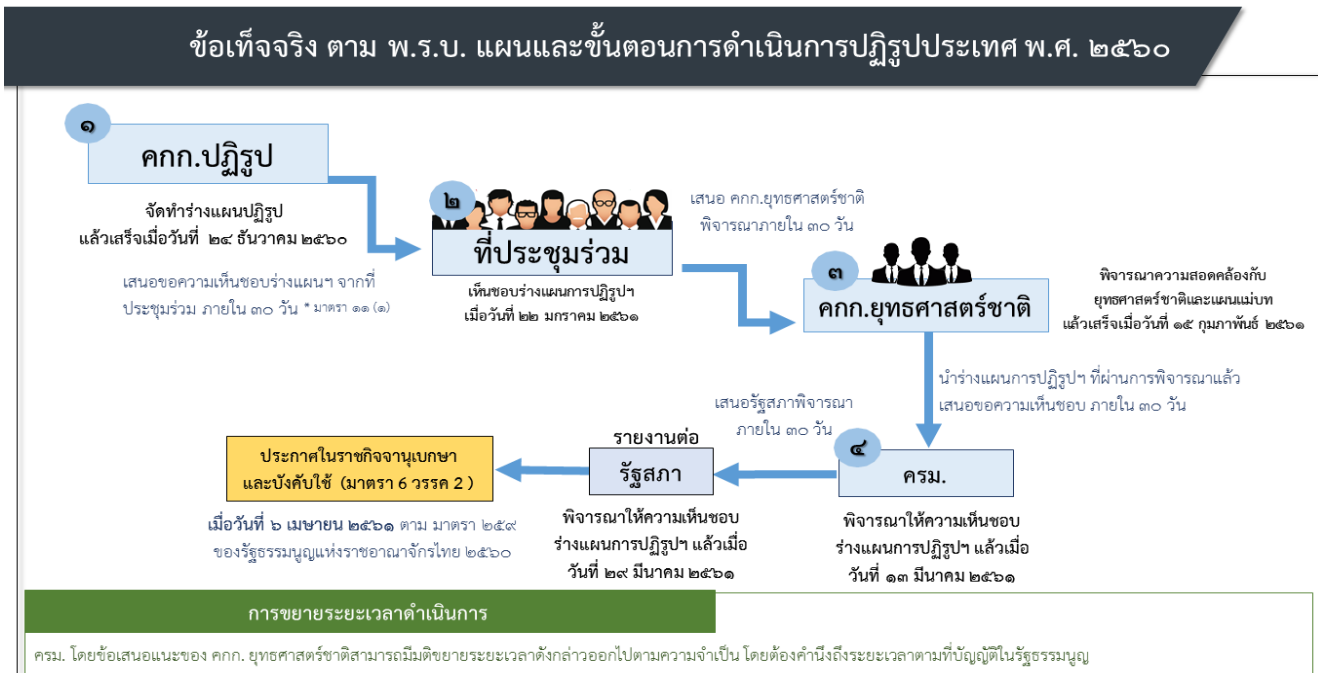 ข้อเท็จจริง ตาม พ.ร.บ. แผนและขั้นตอนการดำเนินการปฏิรูปประเทศ พ.ศ. ๒๕๖๐
๑
คกก.ปฏิรูป
จัดทำร่างแผนปฏิรูป
แล้วเสร็จเมื่อวันที่ ๒๔ ธันวาคม ๒๕๖๐
เสนอขอความเห็นชอบร่างแผนฯ จากที่
ประชุมร่วม ภายใน ๓๐ วัน * มาตรา ๑๑ (๑)
๒
ที่ประชุมร่วม
เห็นชอบร่างแผนการปฏิรูปฯ
เมื่อวันที่ ๒๒ มกราคม ๒๕๖๑
เสนอ คกก.ยุทธศาสตร์ชาติ
พิจารณาภายใน ๓๐ วัน
๓
คกก.ยุทธศาสตร์ชาติ
พิจารณาความสอดคล้องกับ
ยุทธศาสตร์ชาติและแผนแม่บท
แล้วเสร็จเมื่อวันที่ ๑๕ กุมภาพันธ์ ๒๕๖๑
นำร่างแผนการปฏิรูปฯ ที่ผ่านการพิจารณาแล้ว
เสนอขอความเห็นชอบ ภายใน ๓๐ วัน
๔
ครม.
พิจารณาให้ความเห็นชอบ
ร่างแผนการปฏิรูปฯ แล้วเมื่อ
วันที่ ๑๓ มีนาคม ๒๕๖๑
เสนอรัฐสภาพิจารณา
ภายใน ๓๐ วัน
รายงานต่อ
รัฐสภา
พิจารณาให้ความเห็นชอบ
ร่างแผนการปฏิรูปฯ แล้วเมื่อ
วันที่ ๒๙ มีนาคม ๒๕๖๑
ประกาศในราชกิจจานุเบกษา
และบังคับใช้ (มาตรา 6 วรรค 2 )
เมื่อวันที่ ๖ เมษายน ๒๕๖๑ ตาม มาตรา ๒๕๙
ของรัฐธรรมนูญแห่งราชอาณาจักรไทย ๒๕๖๐
การขยายระยะเวลาดำเนินการ
ครม. โดยข้อเสนอแนะของ คกก. ยุทธศาสตร์ชาติสามารถมีมติขยายระยะเวลาดังกล่าวออกไปตามความจำเป็น โดยต้องคำนึงถึงระยะเวลาตามที่บัญญัติในรัฐธรรมนูญ